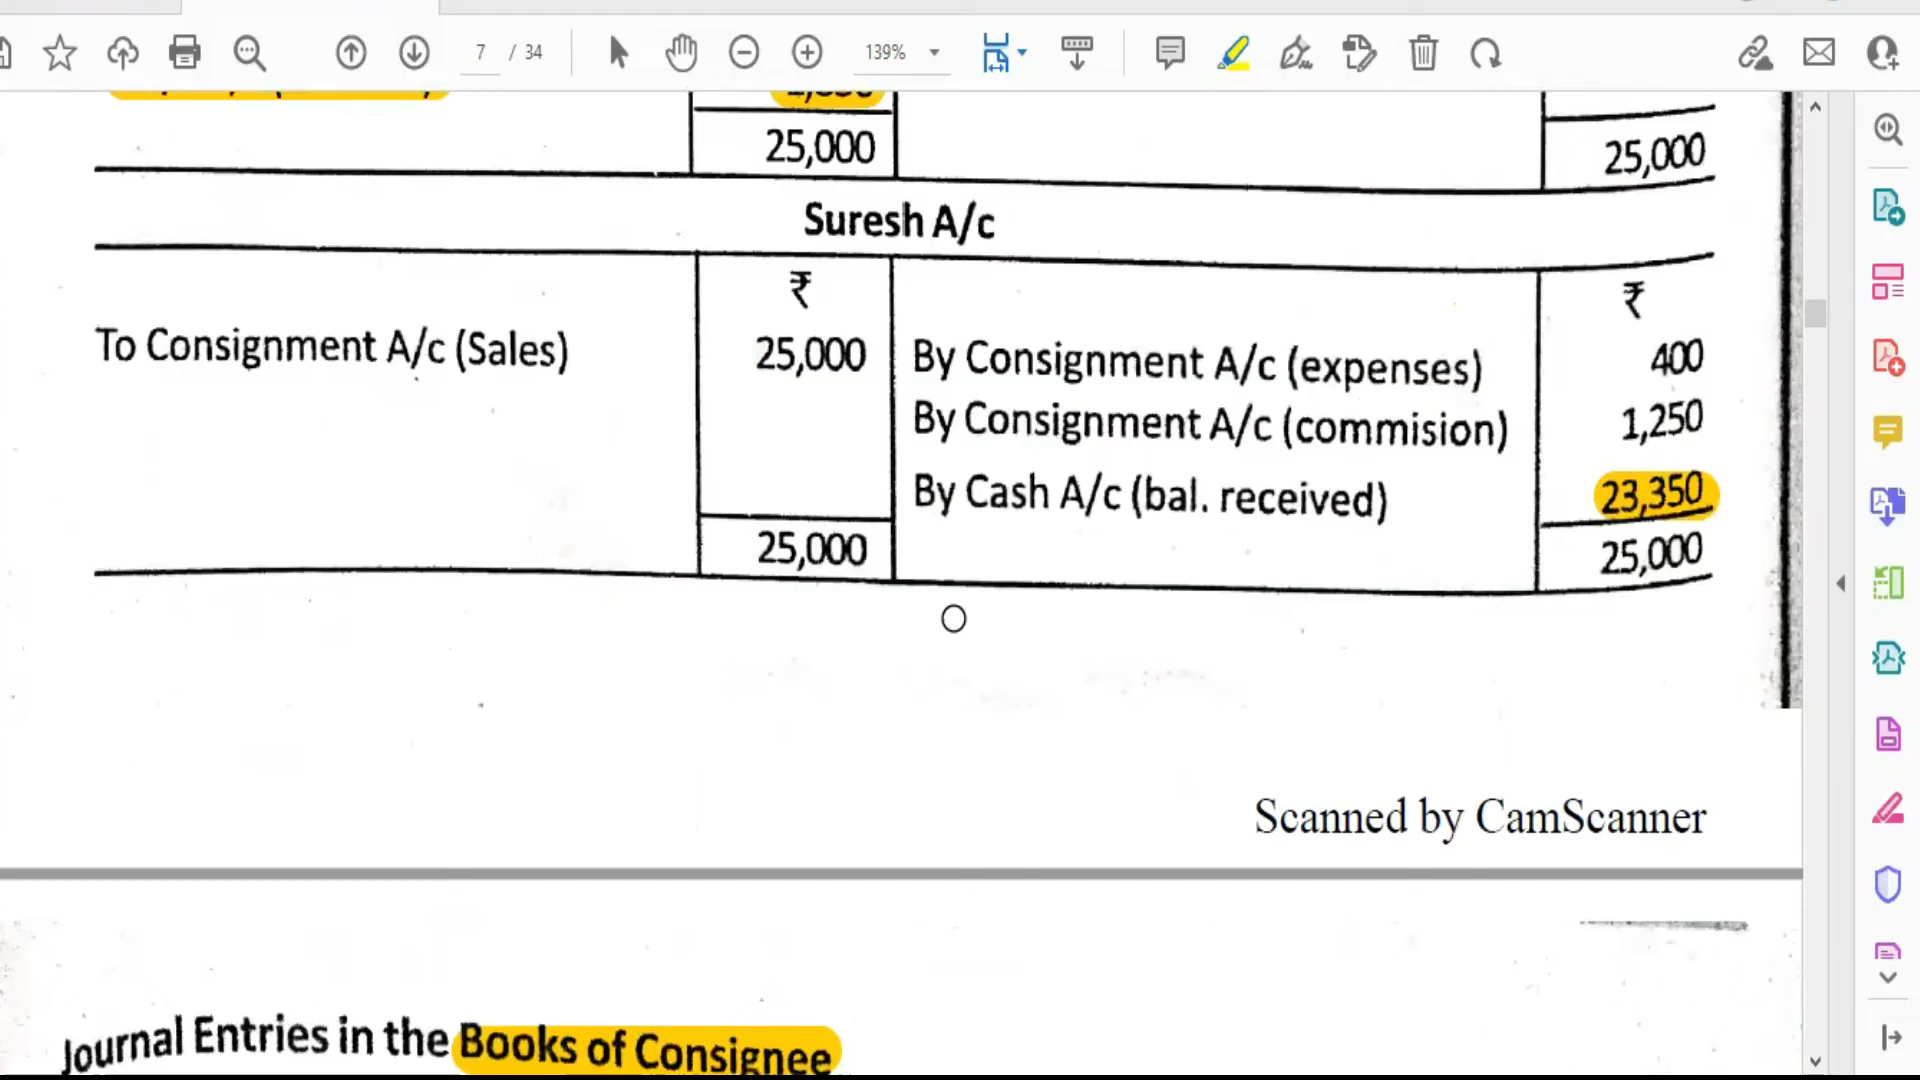 7 / 34
139%
25,000 25,000
Suresh A/c
₹ ₹
To Consignment A/c (Sales) 25,000 By Consignment A/c (expenses) 400
By Consignment A/c (commision) 1,250
By Cash A/c (bal. received) 23,350
25,000 25,000
Scanned by CamScanner
Journal Entries in the Books of Consignee